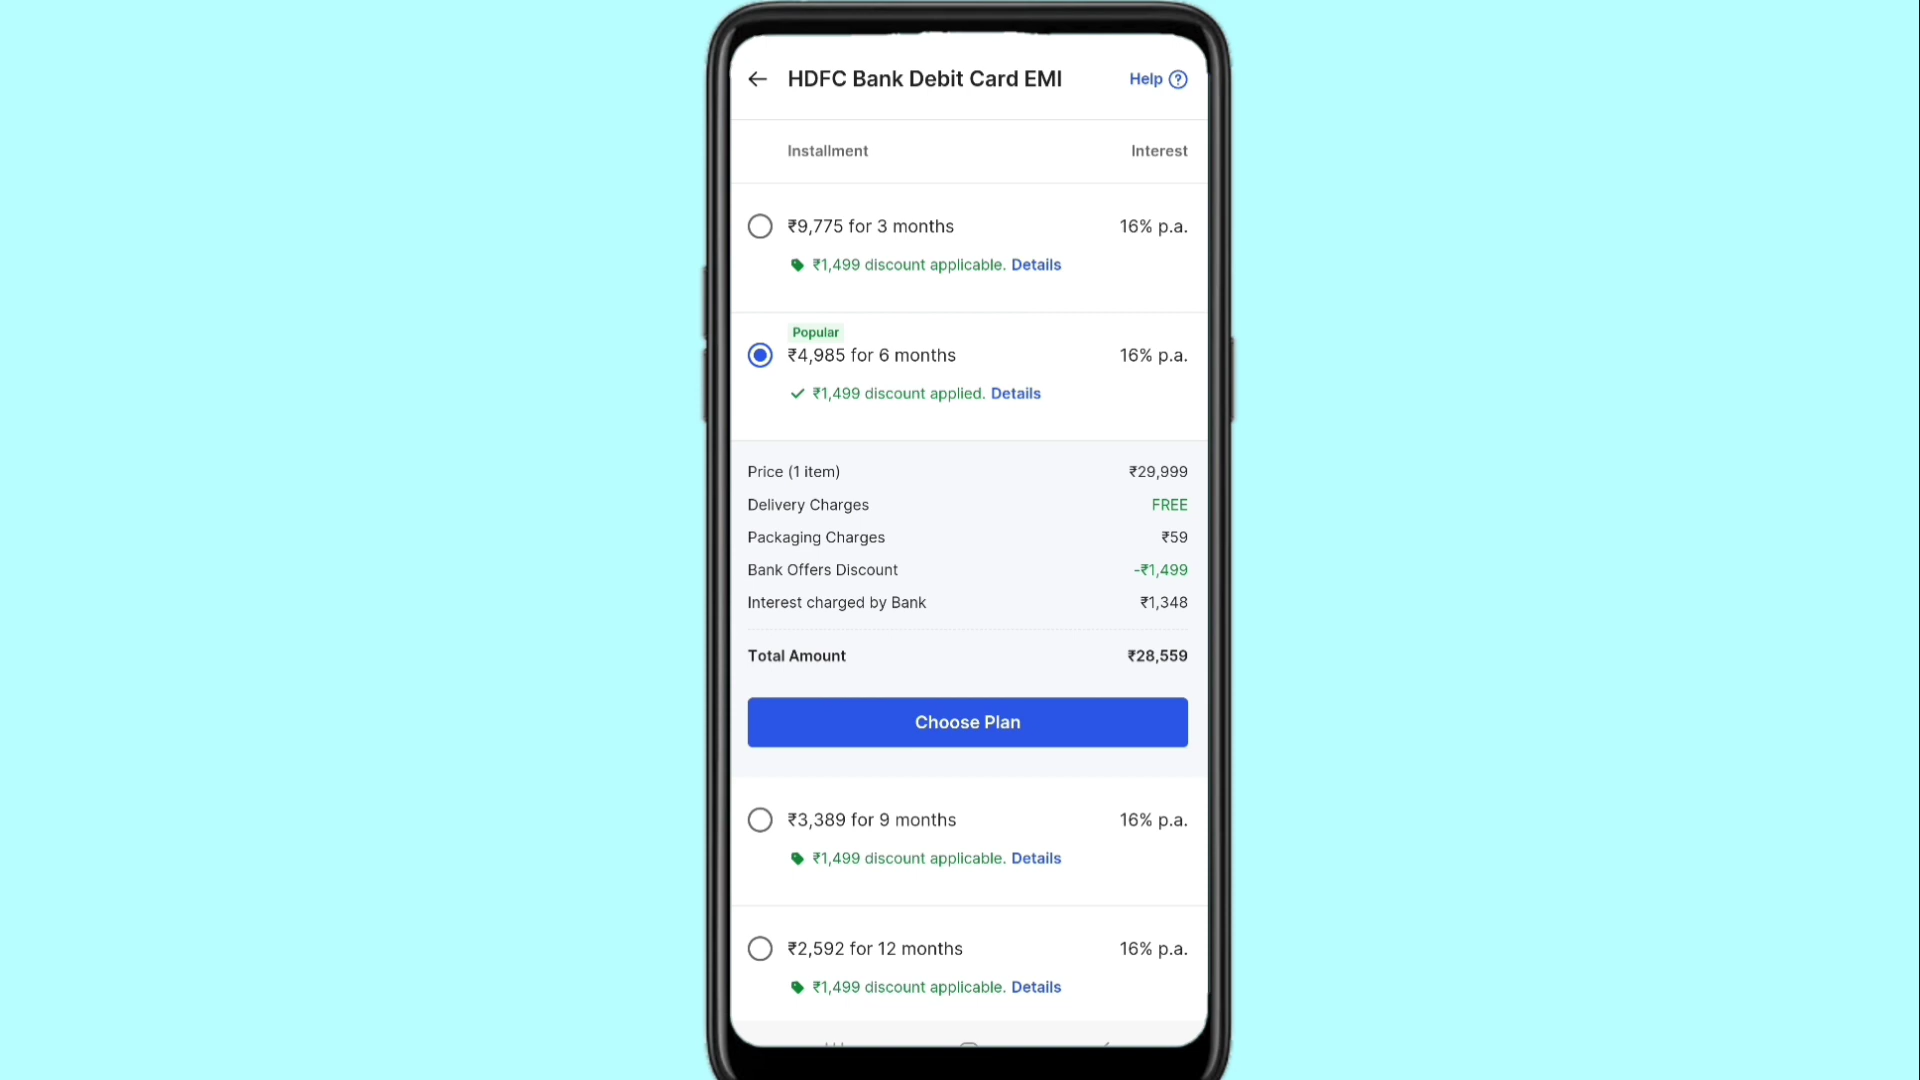 HDFC Bank Debit Card EMI Help ?
Installment Interest
₹9,775 for 3 months 16% p.a.
₹1,499 discount applicable. Details
Popular
₹4,985 for 6 months 16% p.a.
₹1,499 discount applied. Details
Price (1 item) ₹29,999
Delivery Charges FREE
Packaging Charges ₹59
Bank Offers Discount -₹1,499
Interest charged by Bank ₹1,348
Total Amount ₹28,559
Choose Plan
₹3,389 for 9 months 16% p.a.
₹1,499 discount applicable. Details
₹2,592 for 12 months 16% p.a.
₹1,499 discount applicable. Details